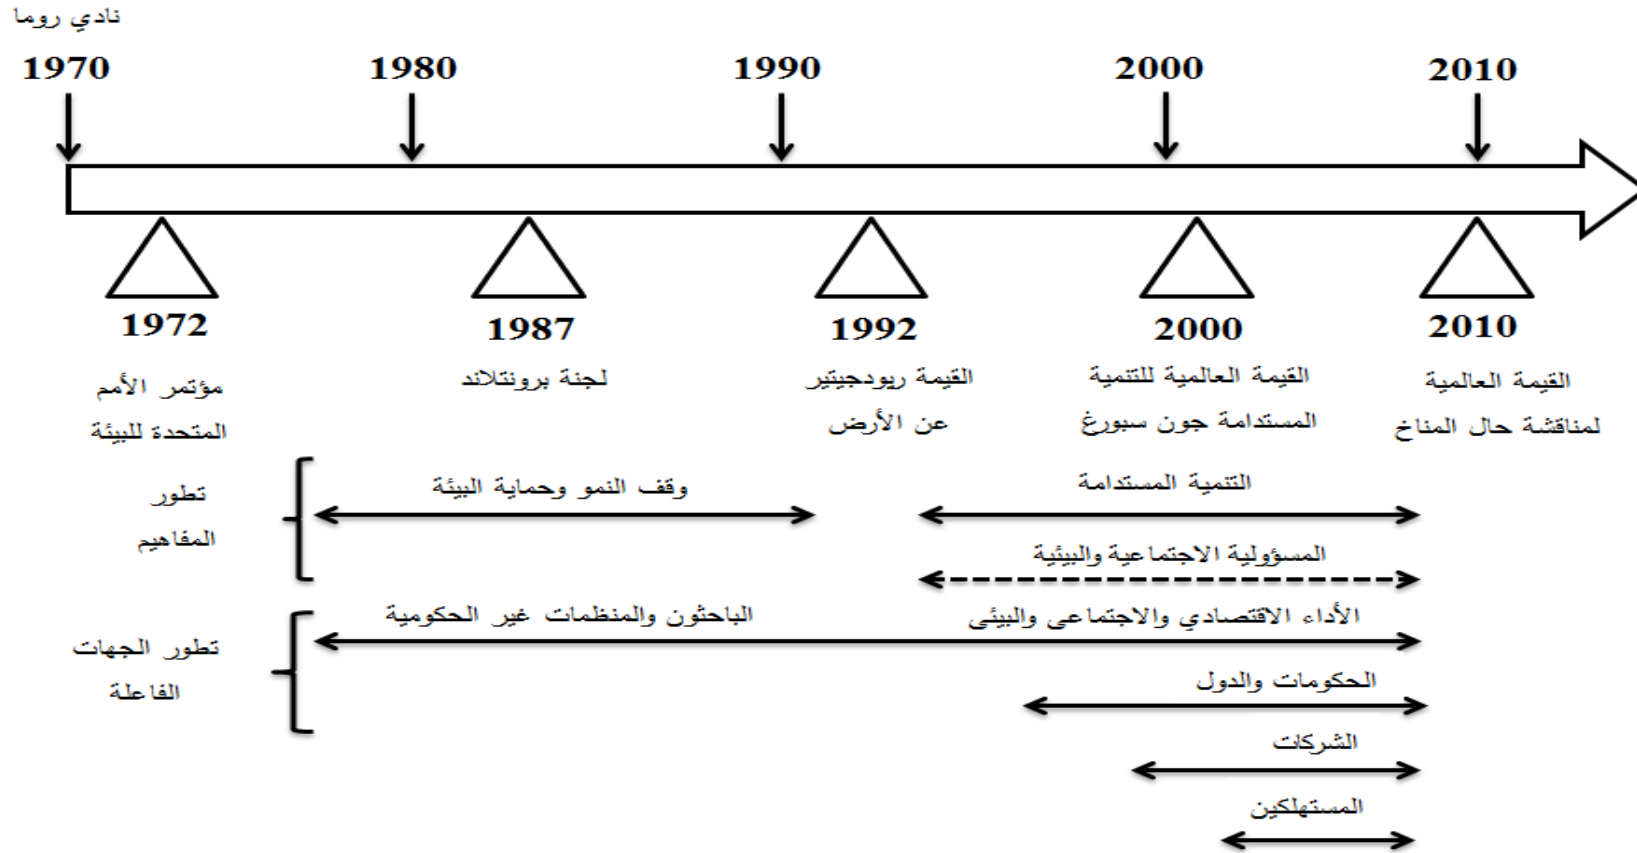 نادي روما
1970
1980
1990
2000
2010
1972
1987
1992
2000
2010
مؤتمر الأمم
المتحدة للبيئة
لجنة برونتلاند
القيمة ريودجيتير
عن الأرض
القيمة العالمية للتنمية
المستدامة جون سبورغ
القيمة العالمية
لمناقشة حال المناخ
تطور
المفاهيم
وقف النمو وحماية البيئة
التنمية المستدامة
المسؤولية الاجتماعية والبيئية
تطور الجهات
الفاعلة
الباحثون والمنظمات غير الحكومية
الأداء الاقتصادي والاجتماعى والبيئى
الحكومات والدول
الشركات
المستهلكين